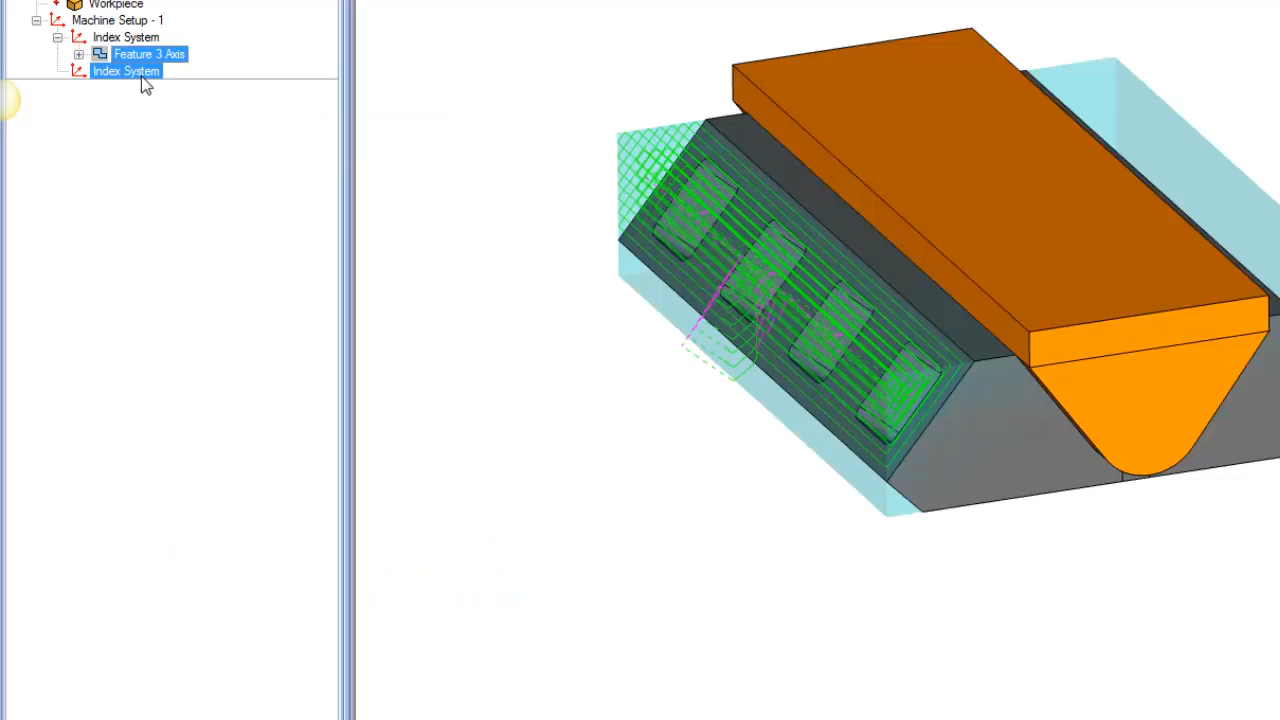 Workpiece
Machine Setup - 1
Index System
Feature 3 Axis
Index System